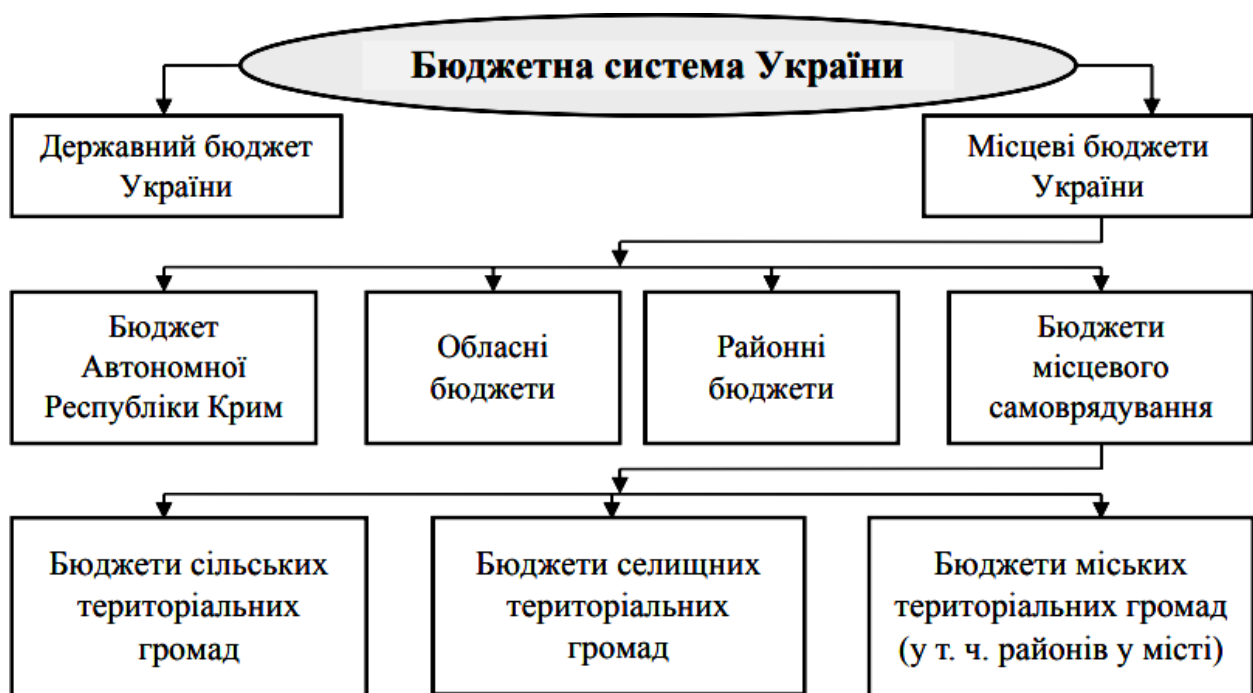 Бюджетна система України
Державний бюджет
України
Місцеві бюджети
України
Бюджет
Автономної
Республіки Крим
Обласні
бюджети
Районні
бюджети
Бюджети
місцевого
самоврядування
Бюджети сільських
територіальних
громад
Бюджети селищних
територіальних
громад
Бюджети міських
територіальних громад
(у т. ч. районів у місті)